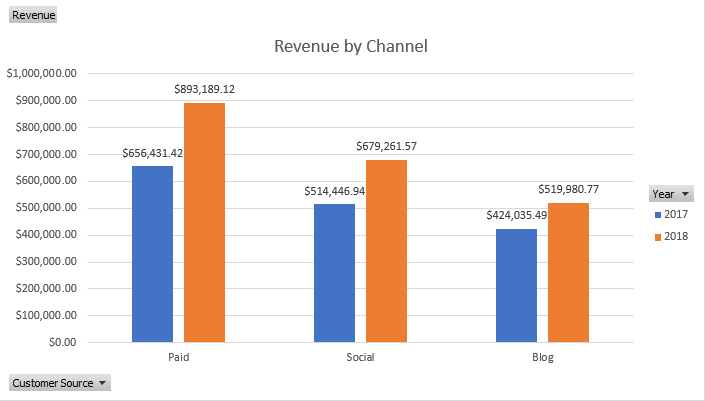 Revenue
Revenue by Channel
$1,000,000.00
$900,000.00
$800,000.00
$700,000.00
$600,000.00
$500,000.00
$400,000.00
$300,000.00
$200,000.00
$100,000.00
$0.00
$656,431.42
$893,189.12
$514,446.94
$679,261.57
$424,035.49
$519,980.77
Paid
Social
Blog
Year
2017
2018
Customer Source